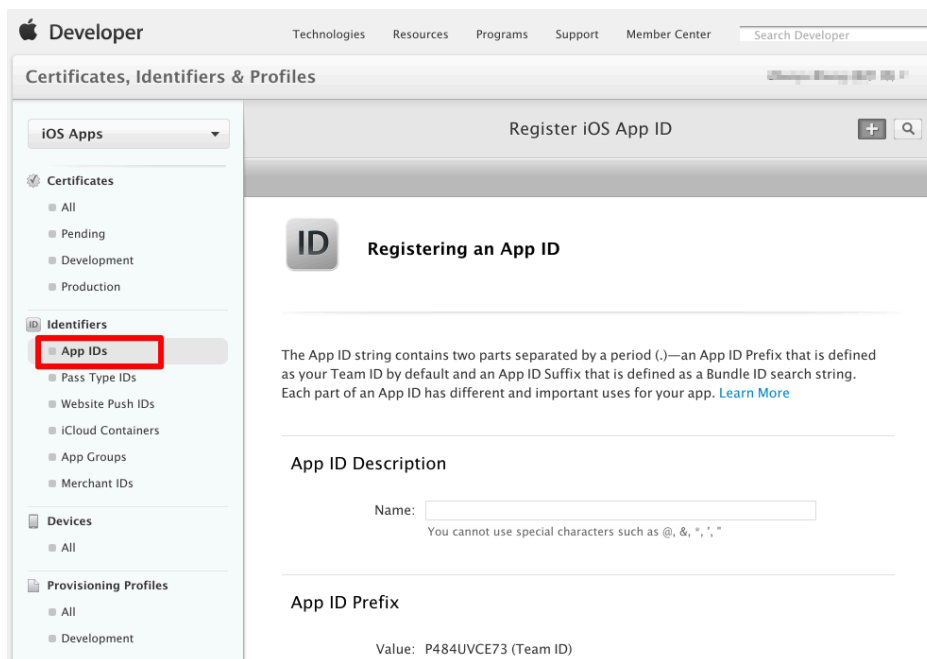 Developer
Technologies Resources Programs Support Member Center Search Developer
Certificates, Identifiers & Profiles
iOS Apps
Register iOS App ID
Certificates
All
Pending
Development
Production
Identifiers
App IDs
Pass Type IDs
Website Push IDs
iCloud Containers
App Groups
Merchant IDs
Devices
All
Provisioning Profiles
All
Development
ID
Registering an App ID
The App ID string contains two parts separated by a period (.)—an App ID Prefix that is defined
as your Team ID by default and an App ID Suffix that is defined as a Bundle ID search string.
Each part of an App ID has different and important uses for your app. Learn More
App ID Description
Name:
You cannot use special characters such as @, &, *, ', "
App ID Prefix
Value: P484UVCE73 (Team ID)